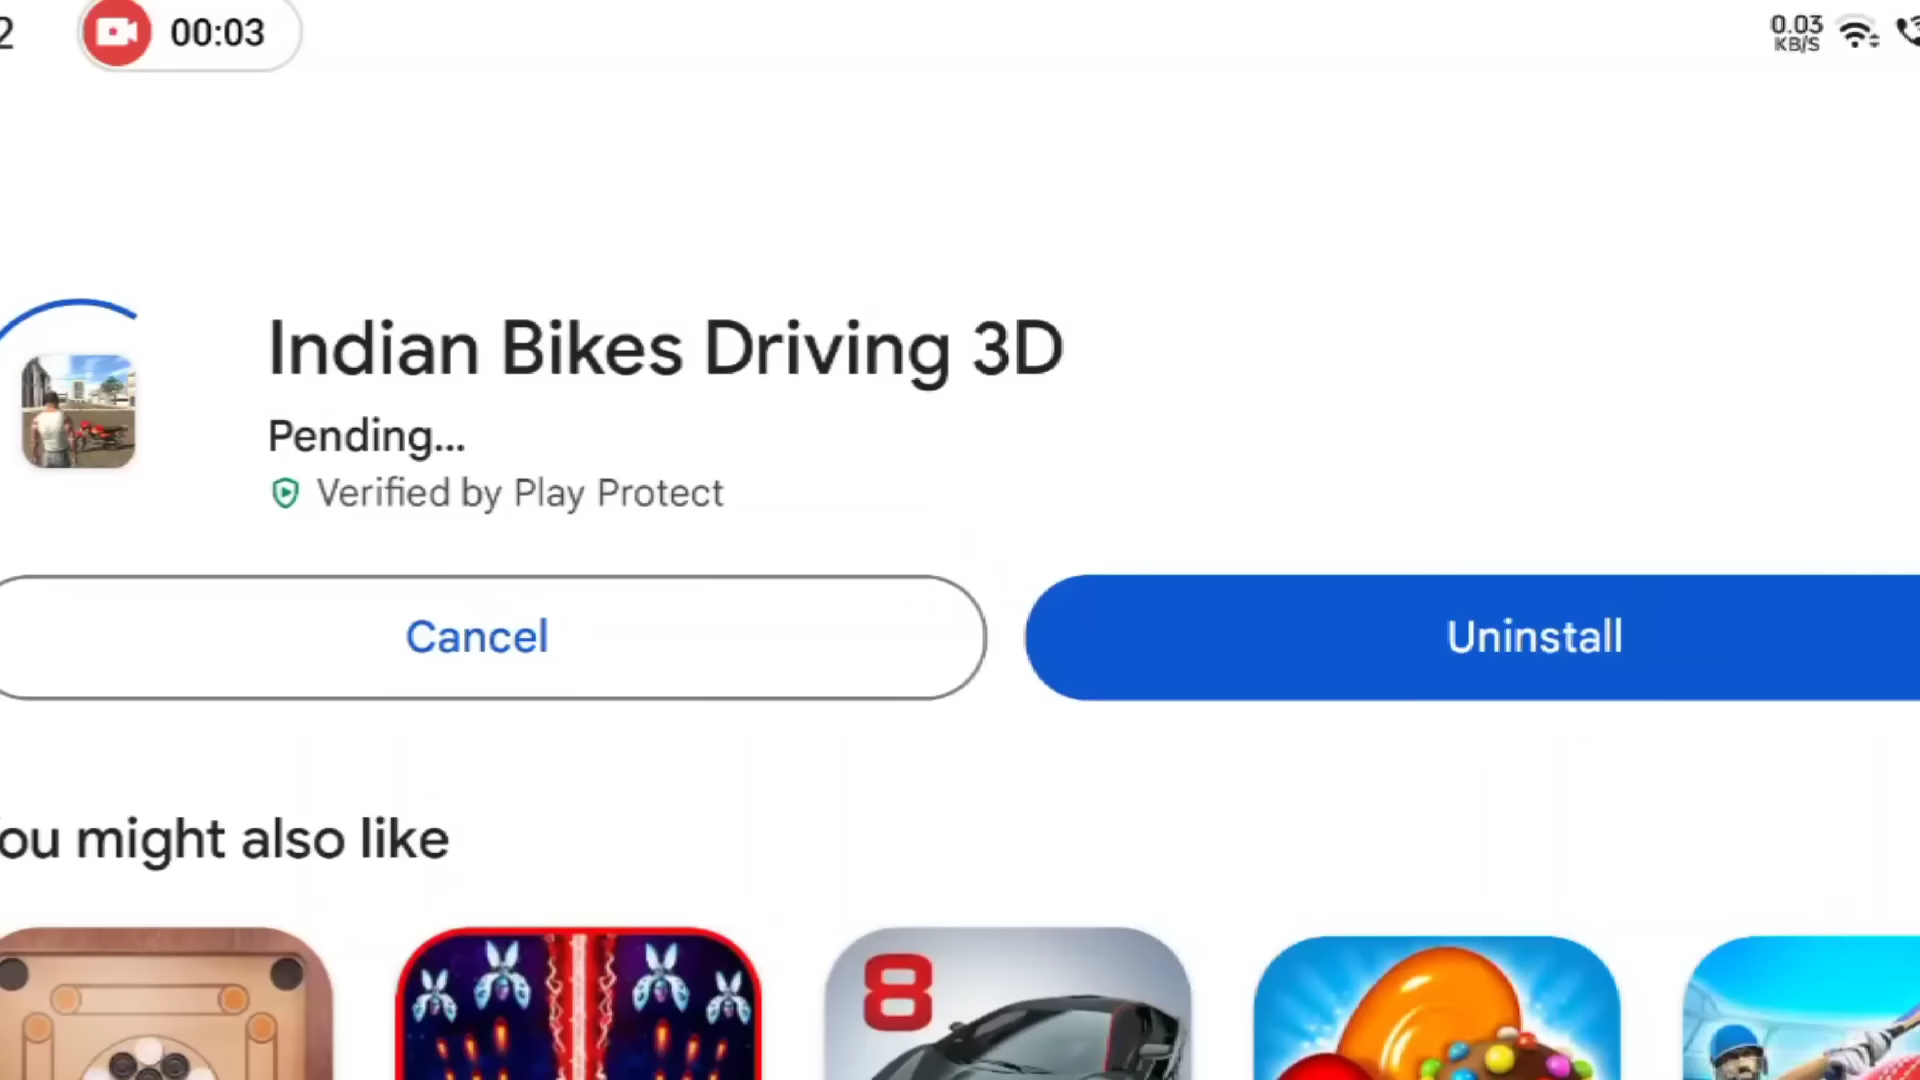 2
00:03
0.03
KB/S
Indian Bikes Driving 3D
Pending...
Verified by Play Protect
Cancel
Uninstall
ou might also like
8